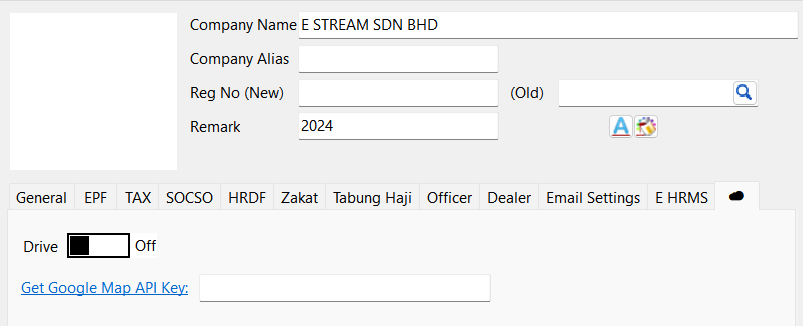 Company Name E STREAM SDN BHD
Company Alias
Reg No (New) (Old)
Remark 2024 A
General EPF TAX SOCSO HRDF Zakat Tabung Haji Officer Dealer Email Settings E HRMS
Drive Off
Get Google Map API Key: